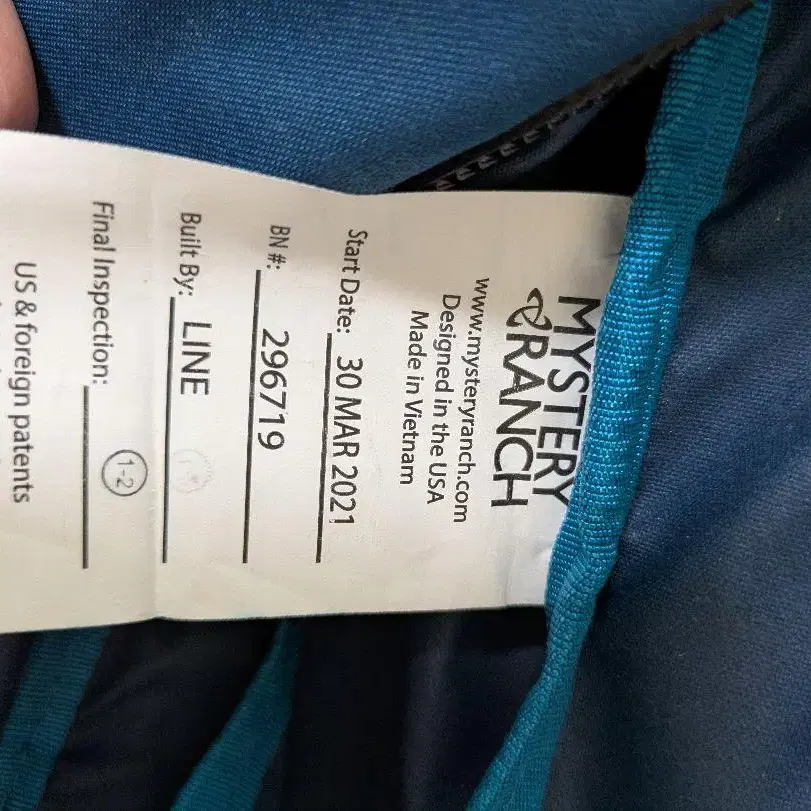 MYSTERY
RANCH
www.mysteryranch.com
Designed in the USA
Made in Vietnam
Start Date: 30 MAR 2021
BN #: 296719
Built By: LINE
Final Inspection: 1-2
US & foreign patents